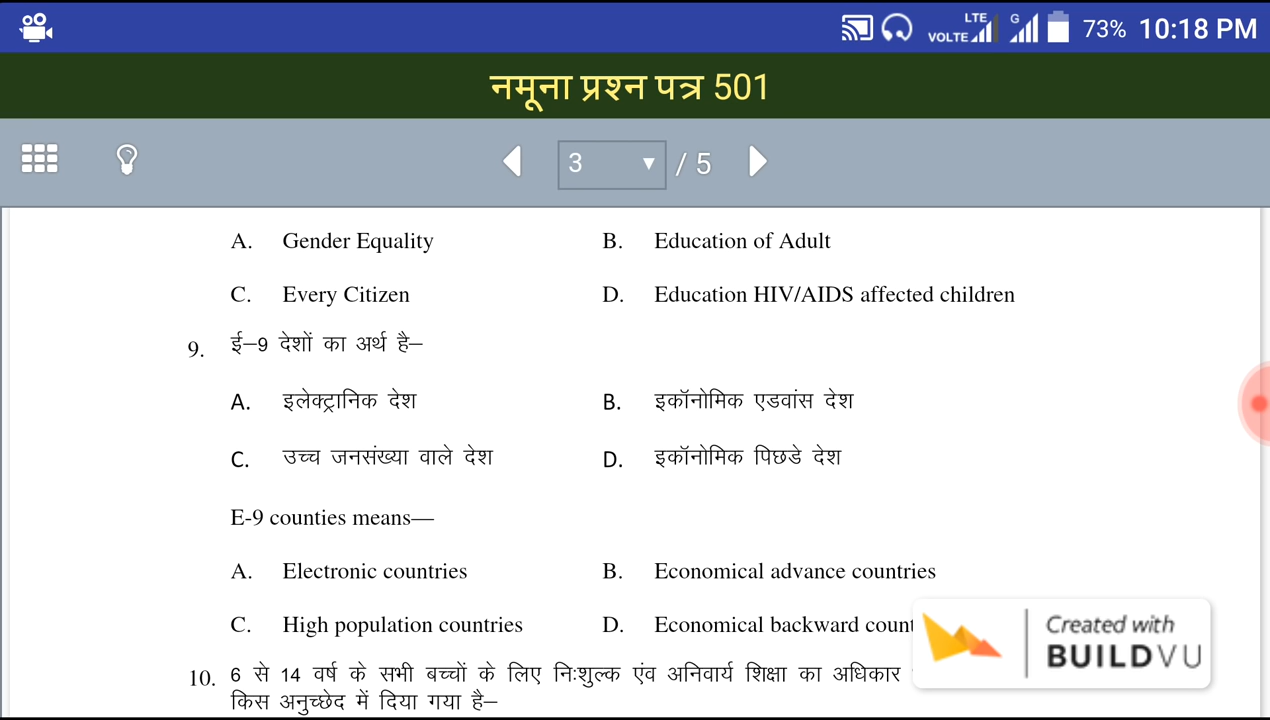 LTE
VOLTE G 73% 10:18 PM
नमूना प्रश्न पत्र 501
3 / 5
A. Gender Equality B. Education of Adult
C. Every Citizen D. Education HIV/AIDS affected children
9. ई–9 देशों का अर्थ है–
A. इलेक्ट्रानिक देश B. इकॉनोमिक एडवांस देश
C. उच्च जनसंख्या वाले देश D. इकॉनोमिक पिछडे देश
E-9 counties means—
A. Electronic countries B. Economical advance countries
C. High population countries D. Economical backward
Created with
BUILDVU
10. 6 से 14 वर्ष के सभी बच्चों के लिए निःशुल्क एंव अनिवार्य शिक्षा का अधिकार
किस अनुच्छेद में दिया गया है–